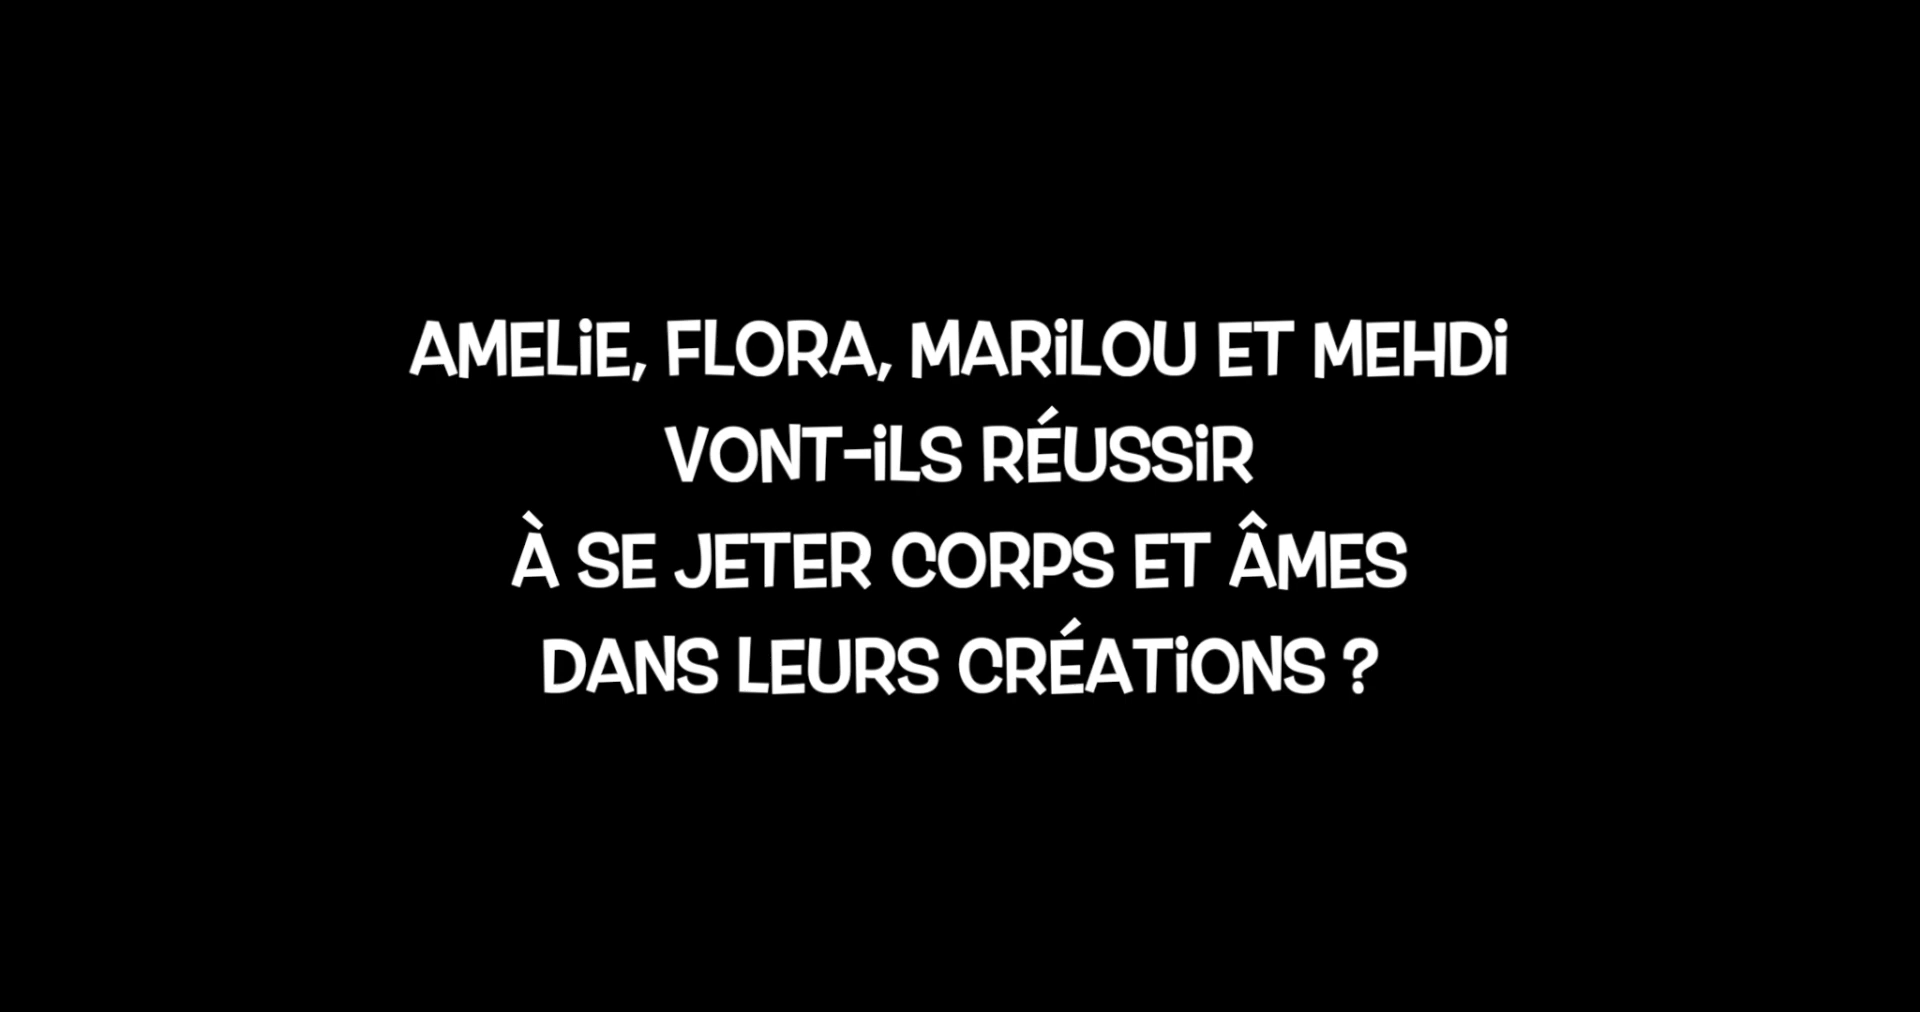 AMELiE, FLORA, MARiLOU ET MEHDi
VONT-iLS RÉUSSiR
À SE JETER CORPS ET ÂMES
DANS LEURS CRÉATiONS ?